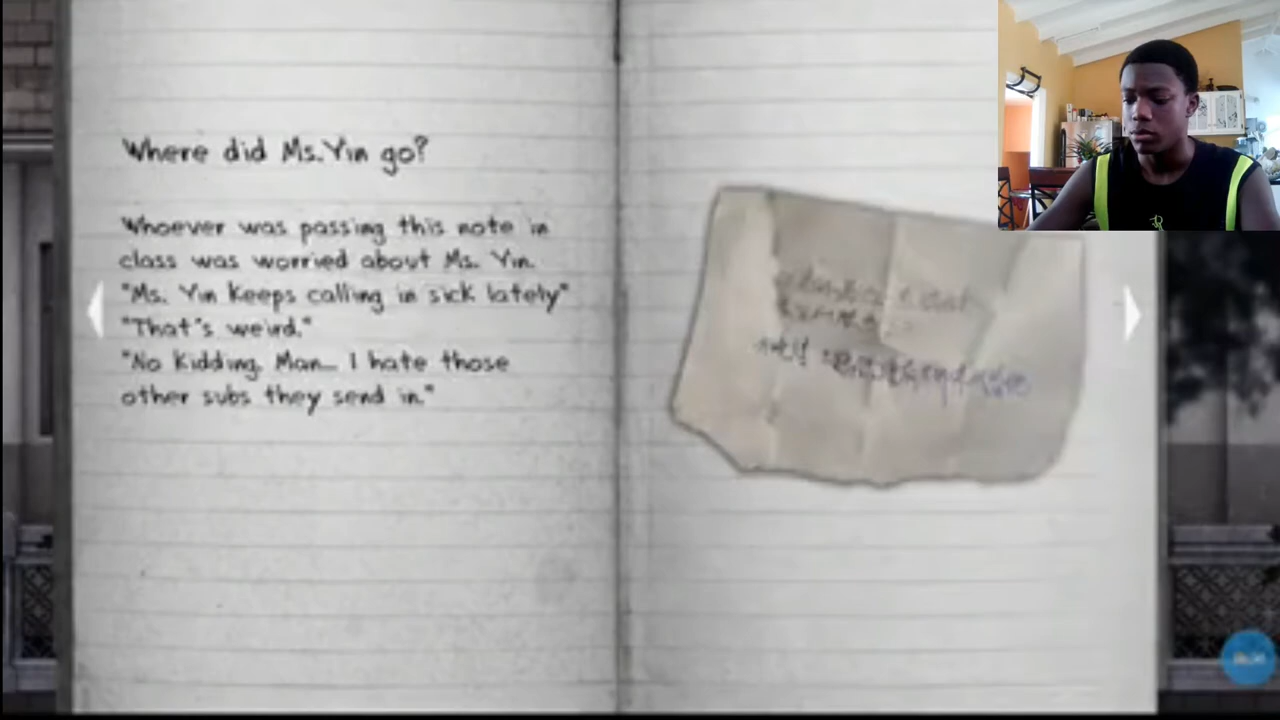 Where did Ms. Yin go?
Whoever was passing this note in
class was worried about Ms. Yin.
"Ms. Yin keeps calling in sick lately"
"That's weird."
"No kidding. Man... I hate those
other subs they send in."